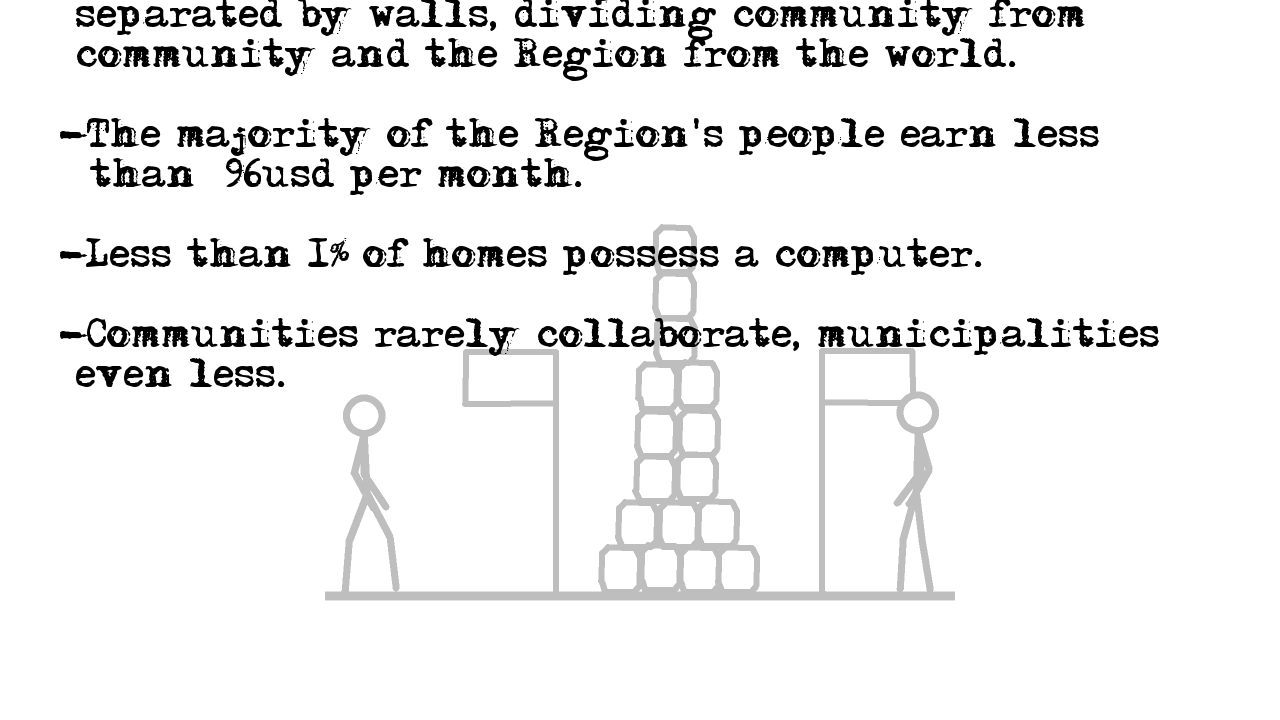 separated by walls, dividing community from
community and the Region from the world.
-The majority of the Region's people earn less
than 96usd per month.
-Less than 1% of homes possess a computer.
-Communities rarely collaborate, municipalities
even less.